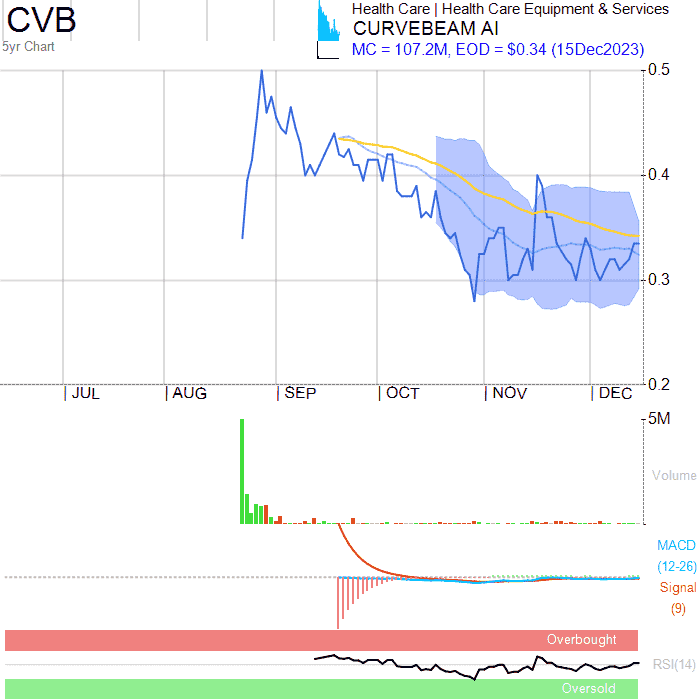 CVB
5yr Chart
Health Care | Health Care Equipment & Services
CURVEBEAM AI
MC = 107.2M, EOD = $0.34 (15Dec2023)
0.5
0.4
0.3
0.2
JUL
AUG
SEP
OCT
NOV
DEC
5M
Volume
MACD
(12-26)
Signal
(9)
Overbought
RSI(14)
Oversold